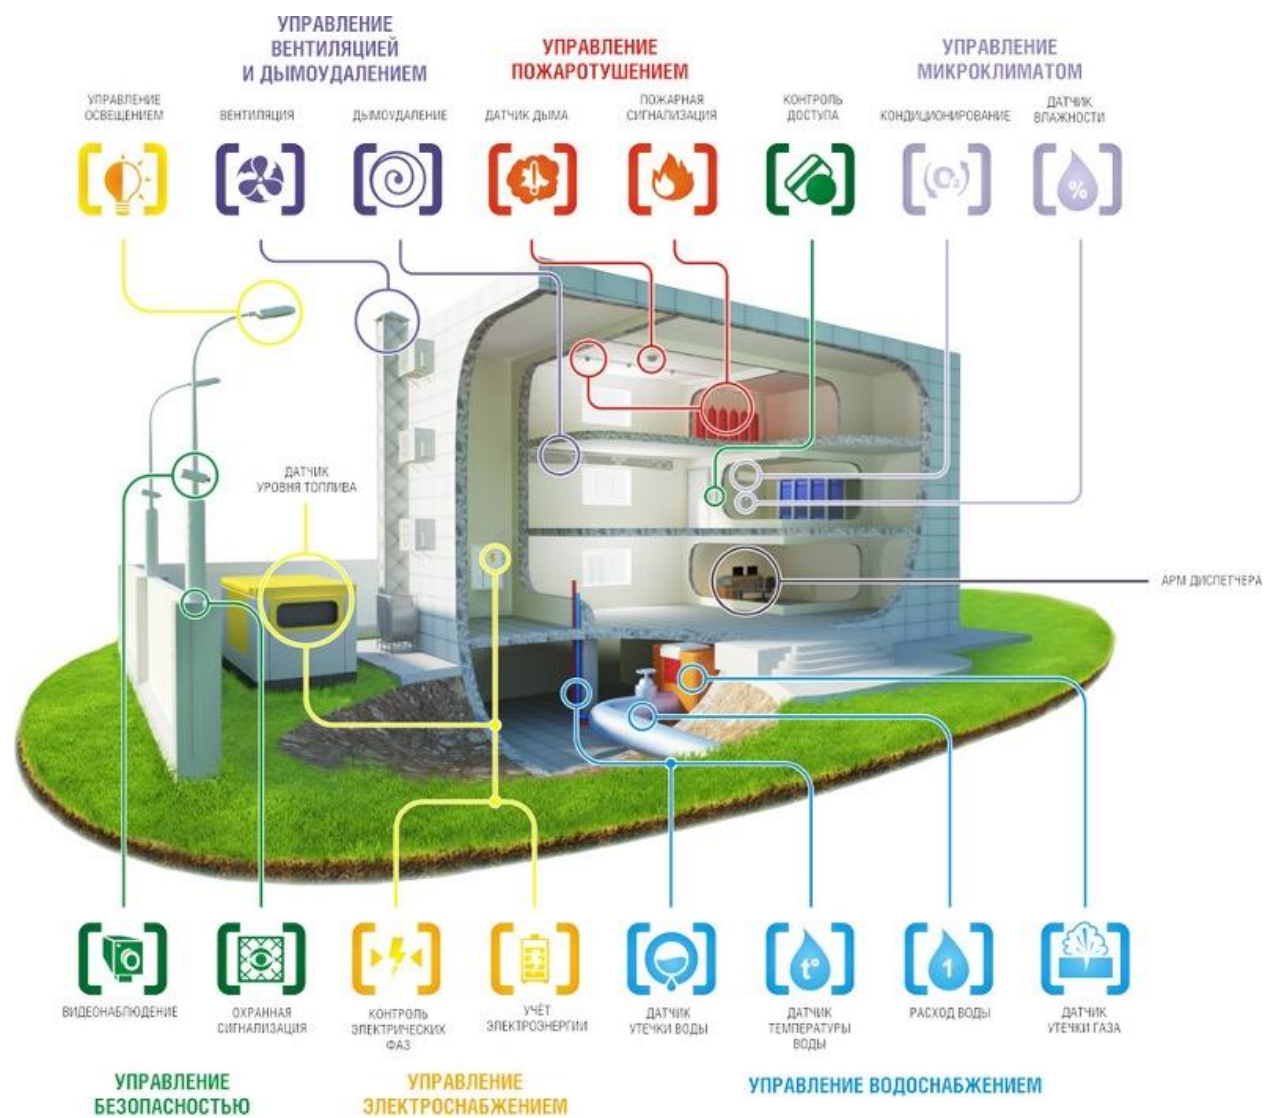 УПРАВЛЕНИЕ
ВЕНТИЛЯЦИЕЙ
И ДЫМОУДАЛЕНИЕМ
УПРАВЛЕНИЕ
ПОЖАРОТУШЕНИЕМ
УПРАВЛЕНИЕ
МИКРОКЛИМАТОМ
УПРАВЛЕНИЕ
ОСВЕЩЕНИЕМ
ВЕНТИЛЯЦИЯ
ДЫМОУДАЛЕНИЕ
ДАТЧИК ДЫМА
ПОЖАРНАЯ
СИГНАЛИЗАЦИЯ
КОНТРОЛЬ
ДОСТУПА
КОНДИЦИОНИРОВАНИЕ
ДАТЧИК
ВЛАЖНОСТИ
O₂
%
ДАТЧИК
УРОВНЯ ТОПЛИВА
АРМ ДИСПЕТЧЕРА
t°
1
ВИДЕОНАБЛЮДЕНИЕ
ОХРАННАЯ
СИГНАЛИЗАЦИЯ
КОНТРОЛЬ
ЭЛЕКТРИЧЕСКИХ
ФАЗ
УЧЁТ
ЭЛЕКТРОЭНЕРГИИ
ДАТЧИК
УТЕЧКИ ВОДЫ
ДАТЧИК
ТЕМПЕРАТУРЫ
ВОДЫ
РАСХОД ВОДЫ
ДАТЧИК
УТЕЧКИ ГАЗА
УПРАВЛЕНИЕ
БЕЗОПАСНОСТЬЮ
УПРАВЛЕНИЕ
ЭЛЕКТРОСНАБЖЕНИЕМ
УПРАВЛЕНИЕ ВОДОСНАБЖЕНИЕМ